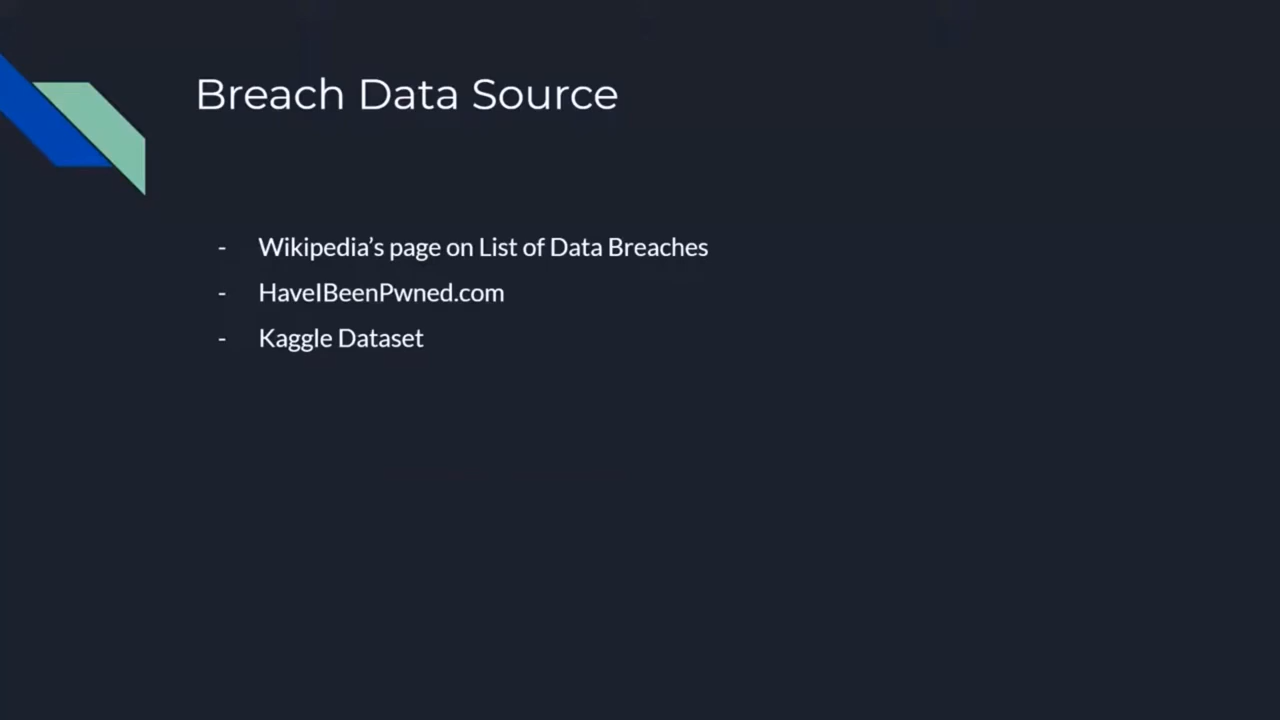 Breach Data Source
- Wikipedia’s page on List of Data Breaches
- HaveIBeenPwned.com
- Kaggle Dataset